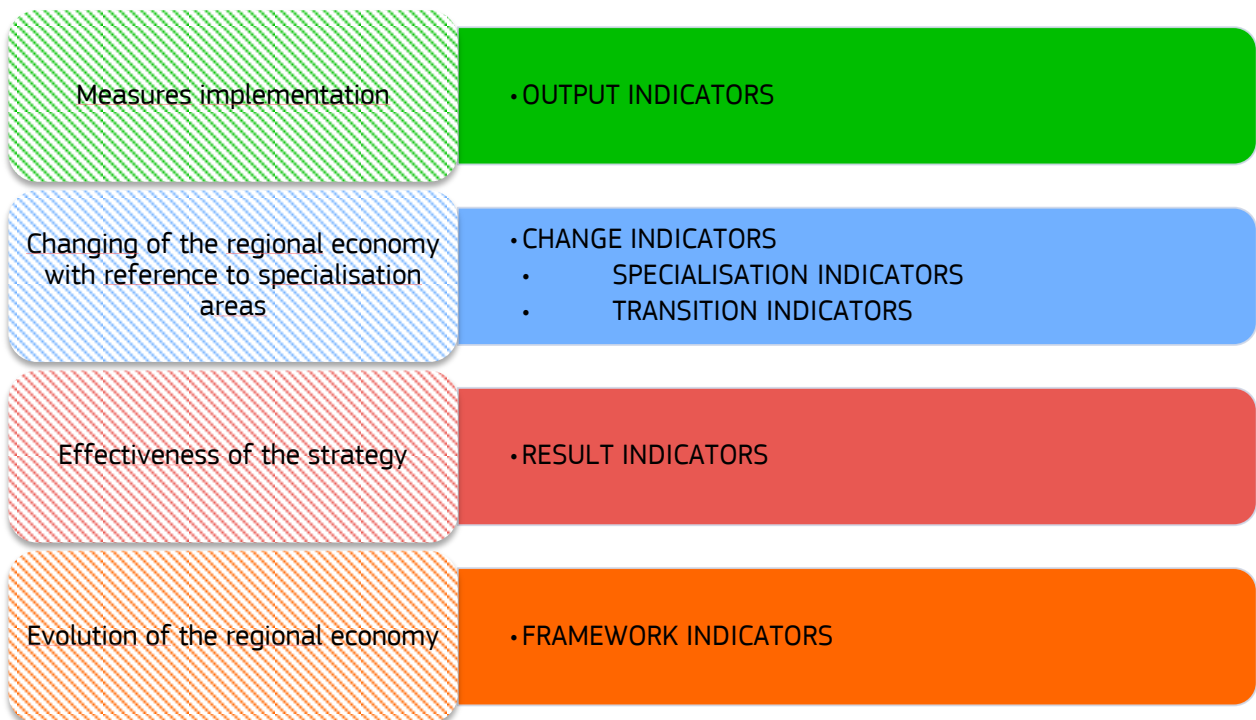 Measures implementation
• OUTPUT INDICATORS
Changing of the regional economy
with reference to specialisation
areas
• CHANGE INDICATORS
• SPECIALISATION INDICATORS
• TRANSITION INDICATORS
Effectiveness of the strategy
• RESULT INDICATORS
Evolution of the regional economy
• FRAMEWORK INDICATORS